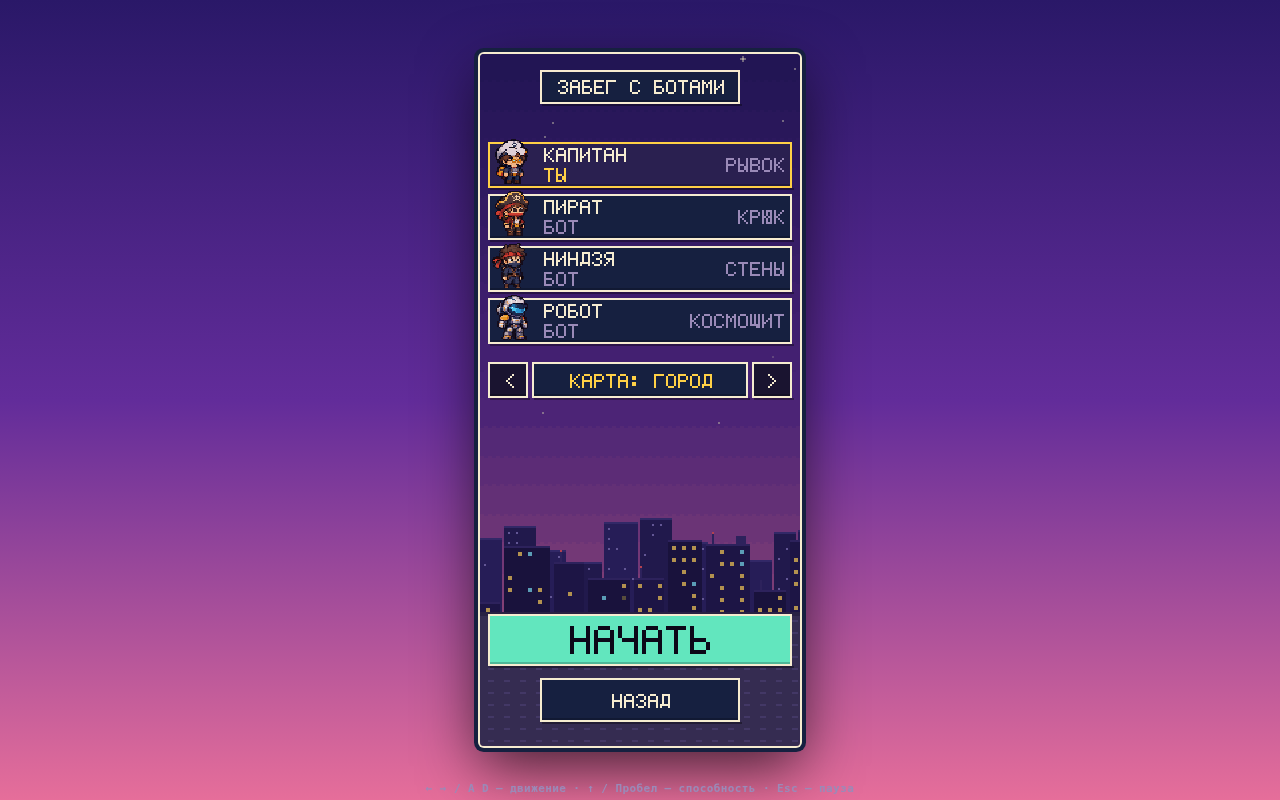 ЗАБЕГ С БОТАМИ
КАПИТАН
ТЫ
РЫВОК
ПИРАТ
БОТ
КРЮК
НИНДЗЯ
БОТ
СТЕНЫ
РОБОТ
БОТ
КОСМОЩИТ
<
КАРТА: ГОРОД
>
НАЧАТЬ
НАЗАД
/ A D — движение · ↑ / Пробел — способность · Esc —